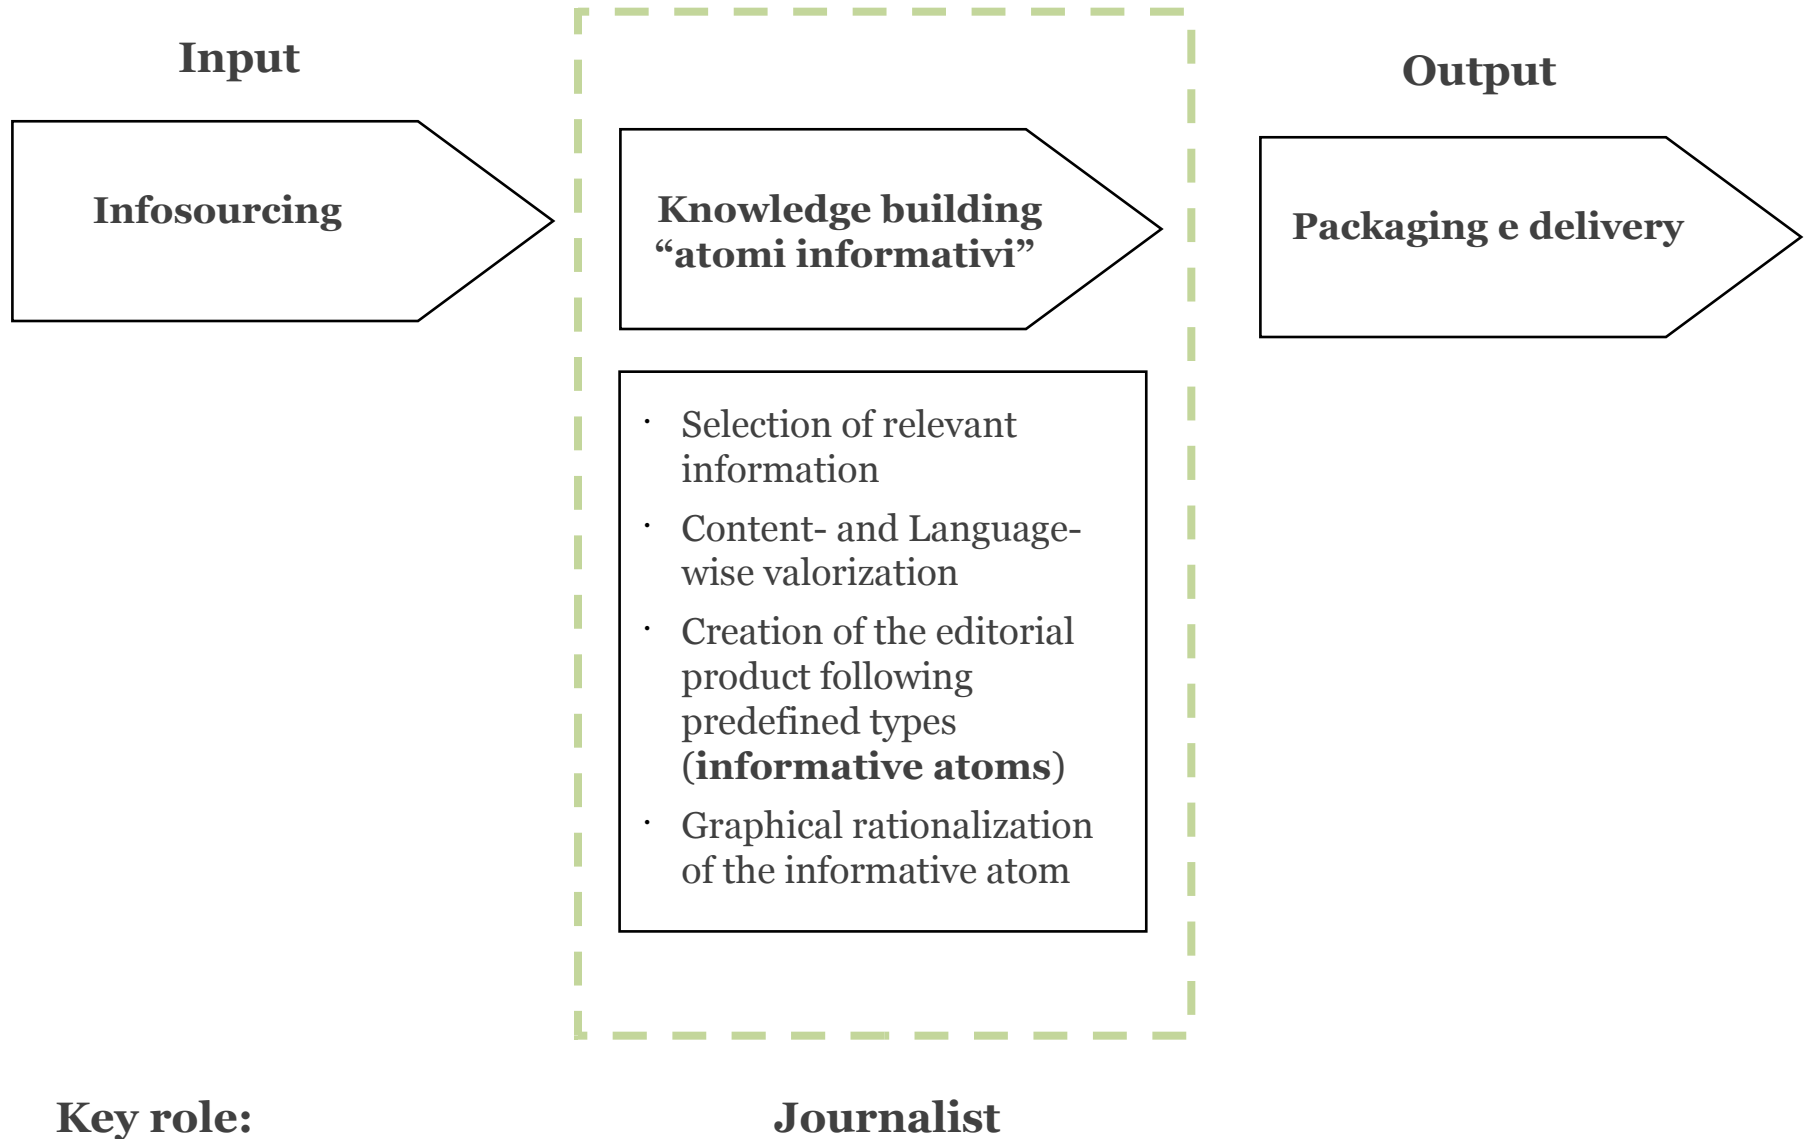 Input
Output
Infosourcing
Knowledge building
“atomi informativi”
Packaging e delivery
· Selection of relevant
information
· Content- and Language-
wise valorization
· Creation of the editorial
product following
predefined types
(informative atoms)
· Graphical rationalization
of the informative atom
Key role:
Journalist